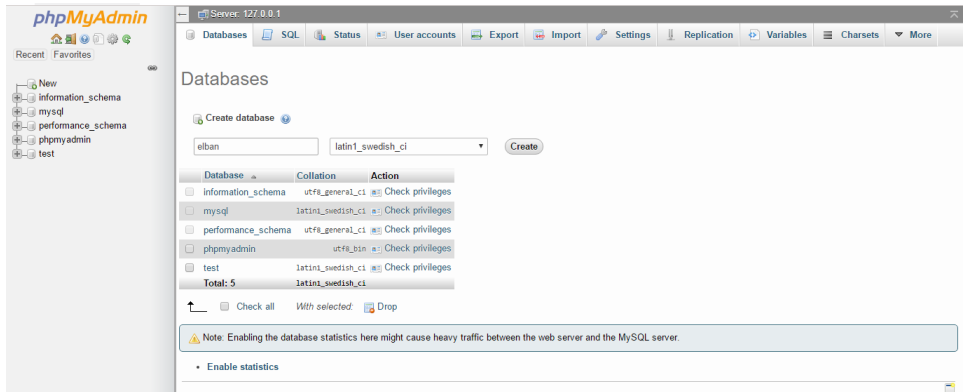 phpMyAdmin
Recent Favorites
New
information_schema
mysql
performance_schema
phpmyadmin
test
Server: 127.0.0.1
Databases SQL Status User accounts Export Import Settings Replication Variables Charsets More
Databases
Create database
elban latin1_swedish_ci Create
Database Collation Action
information_schema utf8_general_ci Check privileges
mysql latin1_swedish_ci Check privileges
performance_schema utf8_general_ci Check privileges
phpmyadmin utf8_bin Check privileges
test latin1_swedish_ci Check privileges
Total: 5 latin1_swedish_ci
Check all With selected: Drop
Note: Enabling the database statistics here might cause heavy traffic between the web server and the MySQL server.
Enable statistics